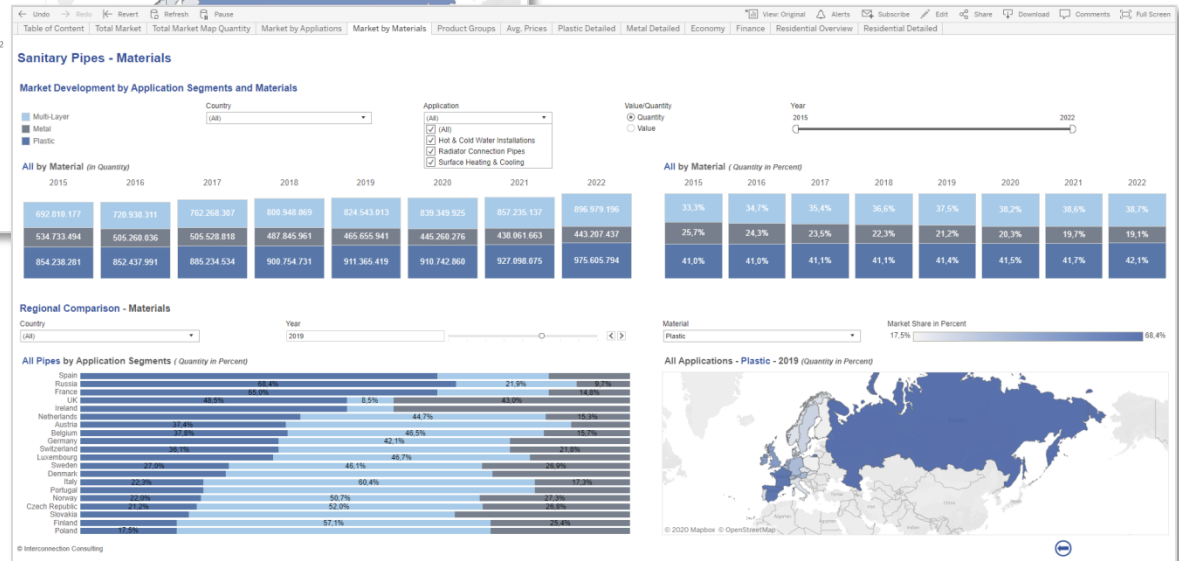 Undo Redo Revert Refresh Pause View: Original Alerts Subscribe Edit Share Download Comments Full Screen
Table of Content Total Market Total Market Map Quantity Market by Appliations Market by Materials Product Groups Avg. Prices Plastic Detailed Metal Detailed Economy Finance Residential Overview Residential Detailed
2
Sanitary Pipes - Materials
Market Development by Application Segments and Materials
Multi-Layer
Metal
Plastic
Country
(All)
Application
(All)
(All)
Hot & Cold Water Installations
Radiator Connection Pipes
Surface Heating & Cooling
Value/Quantity
Quantity
Value
Year
2015 2022
All by Material (in Quantity)
2015 2016 2017 2018 2019 2020 2021 2022
692.810.177 720.938.311 762.268.307 800.948.069 824.543.013 839.349.925 857.235.137 896.979.196
534.733.494 505.260.036 505.528.818 487.845.961 465.655.941 445.260.276 438.061.663 443.207.437
854.238.281 852.437.991 885.234.534 900.754.731 911.365.419 910.742.860 927.098.075 975.605.794
All by Material ( Quantity in Percent)
2015 2016 2017 2018 2019 2020 2021 2022
33,3% 34,7% 35,4% 36,6% 37,5% 38,2% 38,6% 38,7%
25,7% 24,3% 23,5% 22,3% 21,2% 20,3% 19,7% 19,1%
41,0% 41,0% 41,1% 41,1% 41,4% 41,5% 41,7% 42,1%
Regional Comparison - Materials
Country
(All)
Year
2019
Material
Plastic
Market Share in Percent
17,5% 68,4%
All Pipes by Application Segments ( Quantity in Percent)
Spain
Russia 68,4% 21,9% 9,7%
France 65,0% 14,8%
UK 48,5% 8,5% 43,0%
Ireland
Netherlands 44,7% 15,3%
Austria 37,4%
Belgium 37,8% 46,5% 15,7%
Germany 42,1%
Switzerland 36,1% 21,8%
Luxembourg 46,7%
Sweden 27,0% 46,1% 26,9%
Denmark
Italy 22,3% 60,4% 17,3%
Portugal
Norway 22,0% 50,7% 27,3%
Czech Republic 21,2% 52,0% 26,8%
Slovakia
Finland 57,1% 25,4%
Poland 17,5%
All Applications - Plastic - 2019 (Quantity in Percent)
© 2020 Mapbox © OpenStreetMap
© Interconnection Consulting